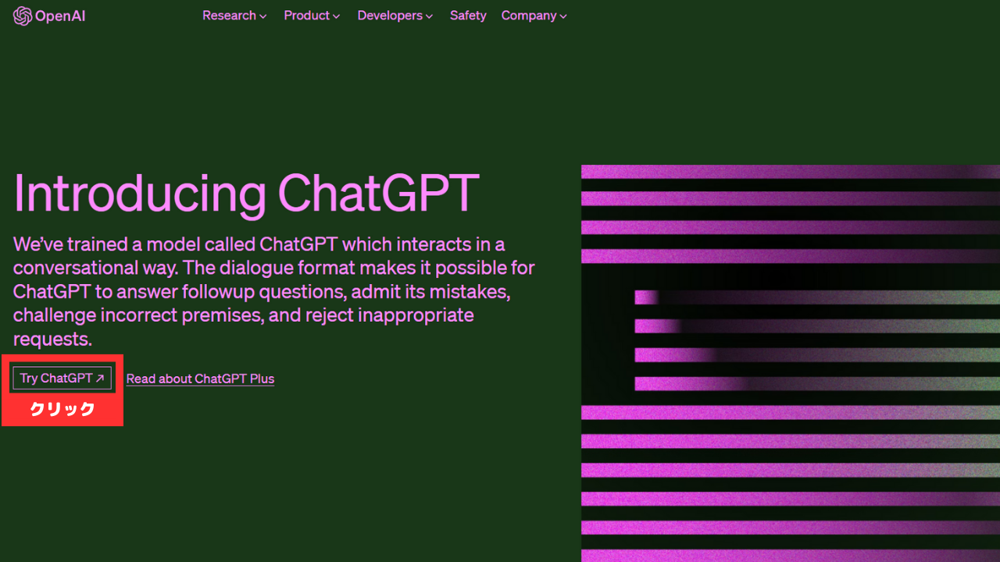 OpenAI
Research
Product
Developers
Safety
Company
Introducing ChatGPT
We’ve trained a model called ChatGPT which interacts in a
conversational way. The dialogue format makes it possible for
ChatGPT to answer followup questions, admit its mistakes,
challenge incorrect premises, and reject inappropriate
requests.
Try ChatGPT ↗
Read about ChatGPT Plus
クリック